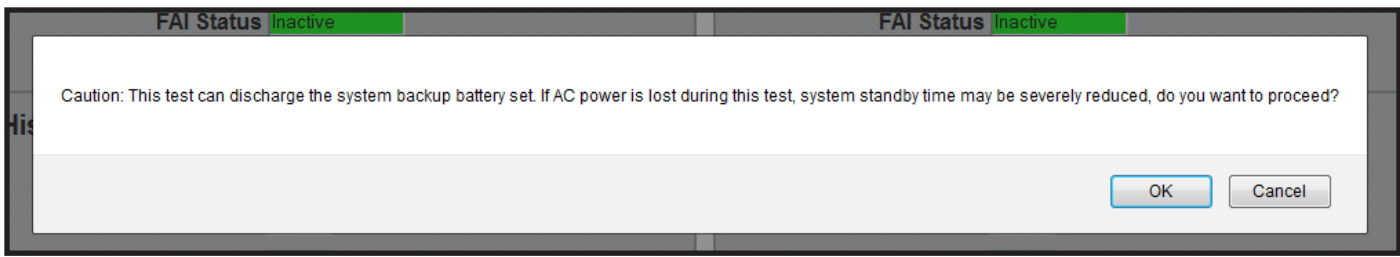 FAI Status Inactive FAI Status Inactive
Caution: This test can discharge the system backup battery set. If AC power is lost during this test, system standby time may be severely reduced, do you want to proceed?
OK Cancel